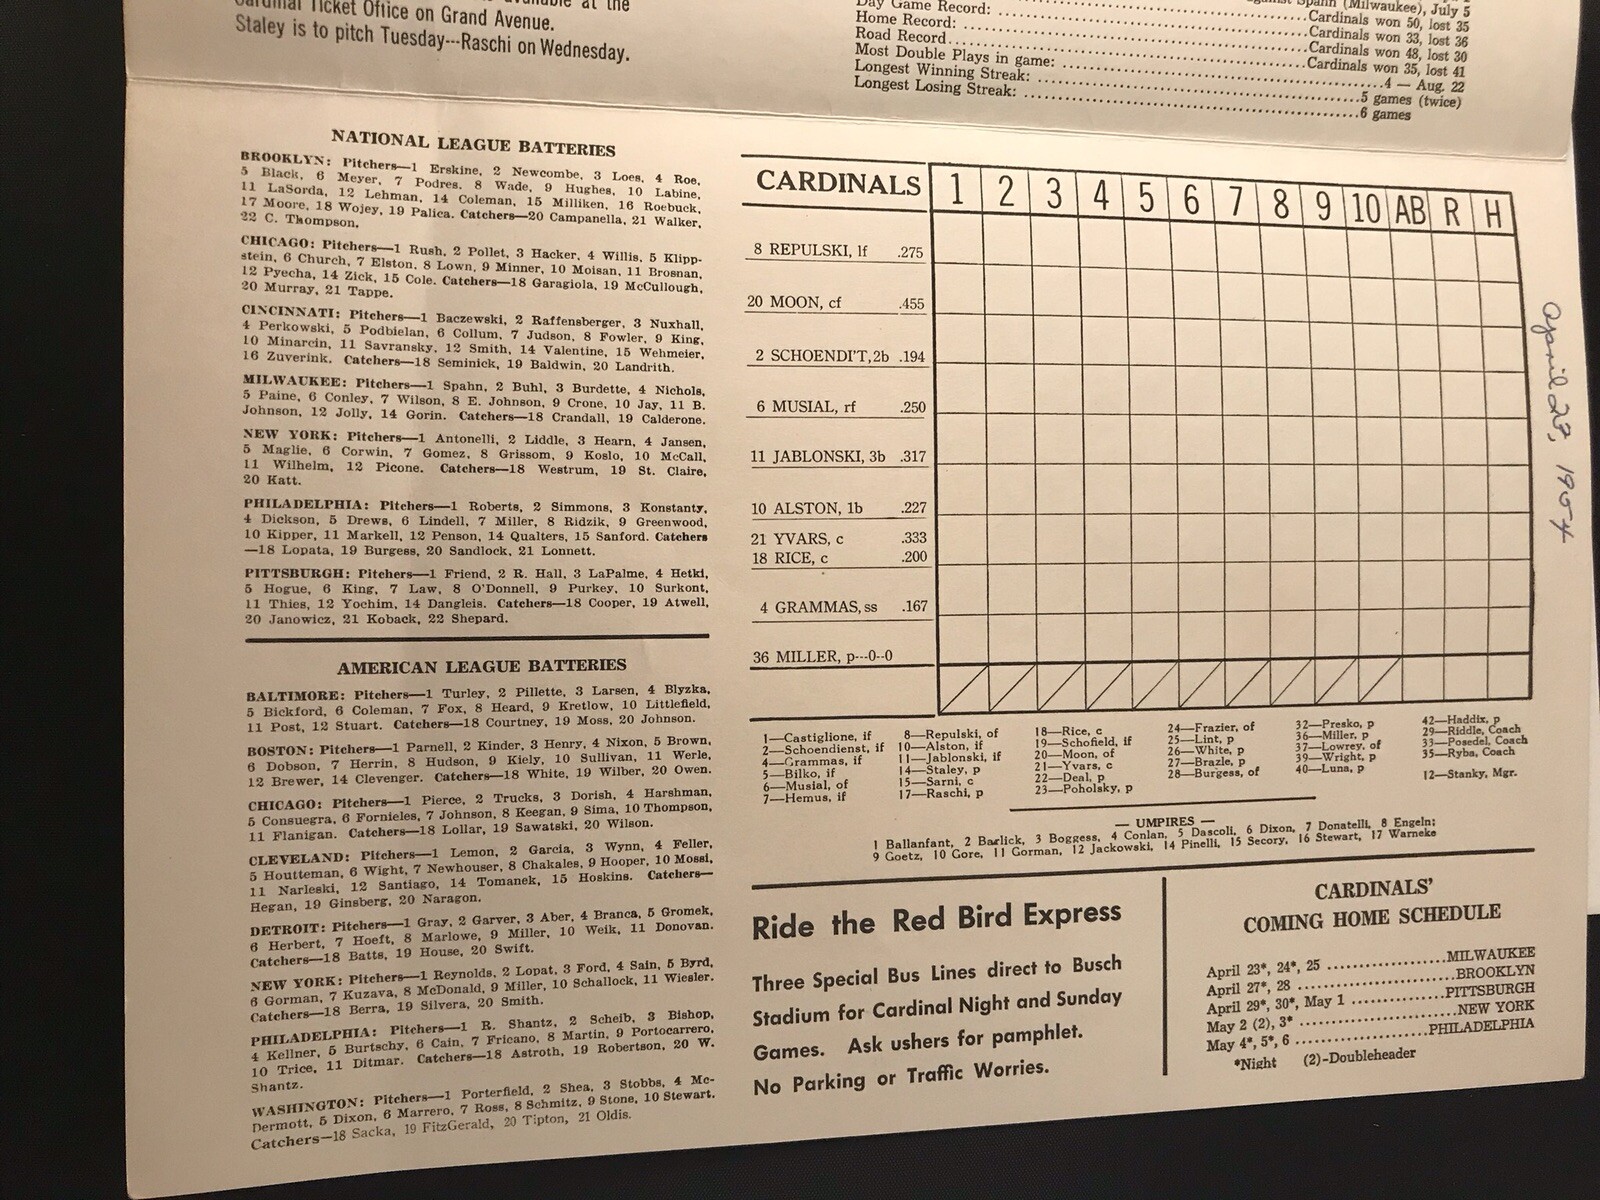 available at the
Cardinal Ticket Office on Grand Avenue.
Staley is to pitch Tuesday---Raschi on Wednesday.
Spahn (Milwaukee), July 5
Day Game Record: Cardinals won 50, lost 35
Home Record: Cardinals won 33, lost 36
Road Record Cardinals won 48, lost 30
Most Double Plays in game: Cardinals won 35, lost 41
Longest Winning Streak: 4 — Aug. 22
Longest Losing Streak: 5 games (twice)
6 games
NATIONAL LEAGUE BATTERIES
BROOKLYN: Pitchers—1 Erskine, 2 Newcombe, 3 Loes, 4 Roe,
5 Black, 6 Meyer, 7 Podres, 8 Wade, 9 Hughes, 10 Labine,
11 LaSorda, 12 Lehman, 14 Coleman, 15 Milliken, 16 Roebuck,
17 Moore, 18 Wojey, 19 Palica. Catchers—20 Campanella, 21 Walker,
22 C. Thompson.
CHICAGO: Pitchers—1 Rush, 2 Pollet, 3 Hacker, 4 Willis, 5 Klipp-
stein, 6 Church, 7 Elston, 8 Lown, 9 Minner, 10 Moisan, 11 Brosnan,
12 Pyecha, 14 Zick, 15 Cole. Catchers—18 Garagiola, 19 McCullough,
20 Murray, 21 Tappe.
CINCINNATI: Pitchers—1 Baczewski, 2 Raffensberger, 3 Nuxhall,
4 Perkowski, 5 Podbielan, 6 Collum, 7 Judson, 8 Fowler, 9 King,
10 Minarcin, 11 Savransky, 12 Smith, 14 Valentine, 15 Wehmeier,
16 Zuverink. Catchers—18 Seminick, 19 Baldwin, 20 Landrith.
MILWAUKEE: Pitchers—1 Spahn, 2 Buhl, 3 Burdette, 4 Nichols,
5 Paine, 6 Conley, 7 Wilson, 8 E. Johnson, 9 Crone, 10 Jay, 11 B.
Johnson, 12 Jolly, 14 Gorin. Catchers—18 Crandall, 19 Calderone.
NEW YORK: Pitchers—1 Antonelli, 2 Liddle, 3 Hearn, 4 Jansen,
5 Maglie, 6 Corwin, 7 Gomez, 8 Grissom, 9 Koslo, 10 McCall,
11 Wilhelm, 12 Picone. Catchers—18 Westrum, 19 St. Claire,
20 Katt.
PHILADELPHIA: Pitchers—1 Roberts, 2 Simmons, 3 Konstanty,
4 Dickson, 5 Drews, 6 Lindell, 7 Miller, 8 Ridzik, 9 Greenwood,
10 Kipper, 11 Markell, 12 Penson, 14 Qualters, 15 Sanford. Catchers
—18 Lopata, 19 Burgess, 20 Sandlock, 21 Lonnett.
PITTSBURGH: Pitchers—1 Friend, 2 R. Hall, 3 LaPalme, 4 Hetki,
5 Hogue, 6 King, 7 Law, 8 O'Donnell, 9 Purkey, 10 Surkont,
11 Thies, 12 Yochim, 14 Dangleis. Catchers—18 Cooper, 19 Atwell,
20 Janowicz, 21 Koback, 22 Shepard.
AMERICAN LEAGUE BATTERIES
BALTIMORE: Pitchers—1 Turley, 2 Pillette, 3 Larsen, 4 Blyzka,
5 Bickford, 6 Coleman, 7 Fox, 8 Heard, 9 Kretlow, 10 Littlefield,
11 Post, 12 Stuart. Catchers—18 Courtney, 19 Moss, 20 Johnson.
BOSTON: Pitchers—1 Parnell, 2 Kinder, 3 Henry, 4 Nixon, 5 Brown,
6 Dobson, 7 Herrin, 8 Hudson, 9 Kiely, 10 Sullivan, 11 Werle,
12 Brewer, 14 Clevenger. Catchers—18 White, 19 Wilber, 20 Owen.
CHICAGO: Pitchers—1 Pierce, 2 Trucks, 3 Dorish, 4 Harshman,
5 Consuegra, 6 Fornieles, 7 Johnson, 8 Keegan, 9 Sima, 10 Thompson,
11 Flanigan. Catchers—18 Lollar, 19 Sawatski, 20 Wilson.
CLEVELAND: Pitchers—1 Lemon, 2 Garcia, 3 Wynn, 4 Feller,
5 Houtteman, 6 Wight, 7 Newhouser, 8 Chakales, 9 Hooper, 10 Mossi,
11 Narleski, 12 Santiago, 14 Tomanek, 15 Hoskins. Catchers—
Hegan, 19 Ginsberg, 20 Naragon.
DETROIT: Pitchers—1 Gray, 2 Garver, 3 Aber, 4 Branca, 5 Gromek,
6 Herbert, 7 Hoeft, 8 Marlowe, 9 Miller, 10 Weik, 11 Donovan.
Catchers—18 Batts, 19 House, 20 Swift.
NEW YORK: Pitchers—1 Reynolds, 2 Lopat, 3 Ford, 4 Sain, 5 Byrd,
6 Gorman, 7 Kuzava, 8 McDonald, 9 Miller, 10 Schallock, 11 Wiesler.
Catchers—18 Berra, 19 Silvera, 20 Smith.
PHILADELPHIA: Pitchers—1 R. Shantz, 2 Scheib, 3 Bishop,
4 Kellner, 5 Burtschy, 6 Cain, 7 Fricano, 8 Martin, 9 Portocarrero,
10 Trice, 11 Ditmar. Catchers—18 Astroth, 19 Robertson, 20 W.
Shantz.
WASHINGTON: Pitchers—1 Porterfield, 2 Shea, 3 Stobbs, 4 Mc-
Dermott, 5 Dixon, 6 Marrero, 7 Ross, 8 Schmitz, 9 Stone, 10 Stewart.
Catchers—18 Sacka, 19 FitzGerald, 20 Tipton, 21 Oldis.
CARDINALS 1 2 3 4 5 6 7 8 9 10 AB R H
8 REPULSKI, lf .275
20 MOON, cf .455
2 SCHOENDI'T, 2b .194
6 MUSIAL, rf .250
11 JABLONSKI, 3b .317
10 ALSTON, 1b .227
21 YVARS, c .333
18 RICE, c .200
4 GRAMMAS, ss .167
36 MILLER, p---0--0
April 27, 1954
1—Castiglione, if
2—Schoendienst, if
4—Grammas, if
5—Bilko, if
6—Musial, of
7—Hemus, if
8—Repulski, of
10—Alston, if
11—Jablonski, if
14—Staley, p
15—Sarni, c
17—Raschi, p
18—Rice, c
19—Schofield, if
20—Moon, of
21—Yvars, c
22—Deal, p
23—Poholsky, p
24—Frazier, of
25—Lint, p
26—White, p
27—Brazle, p
28—Burgess, of
32—Presko, p
36—Miller, p
37—Lowrey, of
39—Wright, p
40—Luna, p
42—Haddix, p
29—Riddle, Coach
33—Posedel, Coach
35—Ryba, Coach
12—Stanky, Mgr.
— UMPIRES —
1 Ballanfant, 2 Barlick, 3 Boggess, 4 Conlan, 5 Dascoli, 6 Dixon, 7 Donatelli, 8 Engeln;
9 Goetz, 10 Gore, 11 Gorman, 12 Jackowski, 14 Pinelli, 15 Secory, 16 Stewart, 17 Warneke
Ride the Red Bird Express
Three Special Bus Lines direct to Busch
Stadium for Cardinal Night and Sunday
Games. Ask ushers for pamphlet.
No Parking or Traffic Worries.
CARDINALS'
COMING HOME SCHEDULE
April 23*, 24*, 25 MILWAUKEE
April 27*, 28 BROOKLYN
April 29*, 30*, May 1 PITTSBURGH
May 2 (2), 3* NEW YORK
May 4*, 5*, 6 PHILADELPHIA
*Night (2)-Doubleheader